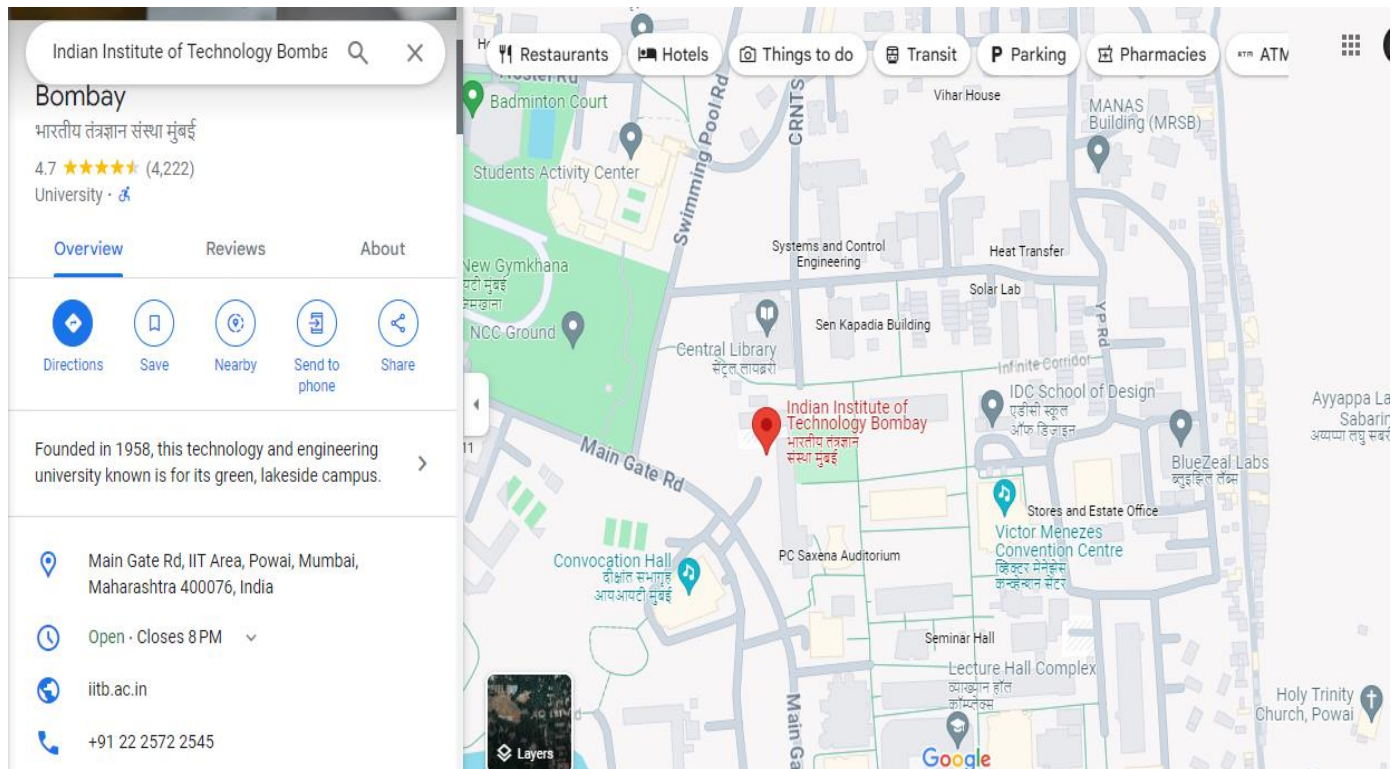 Indian Institute of Technology Bomba
Bombay
भारतीय तंत्रज्ञान संस्था मुंबई
4.7 (4,222)
University ·
Overview Reviews About
Directions Save Nearby Send to phone Share
Founded in 1958, this technology and engineering
university known is for its green, lakeside campus.
Main Gate Rd, IIT Area, Powai, Mumbai,
Maharashtra 400076, India
Open · Closes 8 PM
iitb.ac.in
+91 22 2572 2545
Restaurants Hotels Things to do Transit P Parking Pharmacies ATM ATM
Badminton Court
Students Activity Center
Swimming Pool Rd
CRNTS
Vihar House
MANAS
Building (MRSB)
Systems and Control
Engineering
Heat Transfer
Solar Lab
New Gymkhana
NCC Ground
Central Library
सेंट्रल लायब्ररी
Sen Kapadia Building
YP Rd
Infinite Corridor
IDC School of Design
एडीसी स्कूल
ऑफ डिज़ाइन
Indian Institute of
Technology Bombay
भारतीय तंत्रज्ञान
संस्था मुंबई
Ayyappa La
Sabarin
11
Main Gate Rd
BlueZeal Labs
Stores and Estate Office
Victor Menezes
Convention Centre
व्हिक्टर मेनेझेस
कन्व्हेन्शन सेंटर
PC Saxena Auditorium
Convocation Hall
दीक्षांत सभागृह
आयआयटी मुंबई
Seminar Hall
Lecture Hall Complex
व्याख्यान हॉल
कॉम्प्लेक्स
Main Ga
Holy Trinity
Church, Powai
Layers
Google